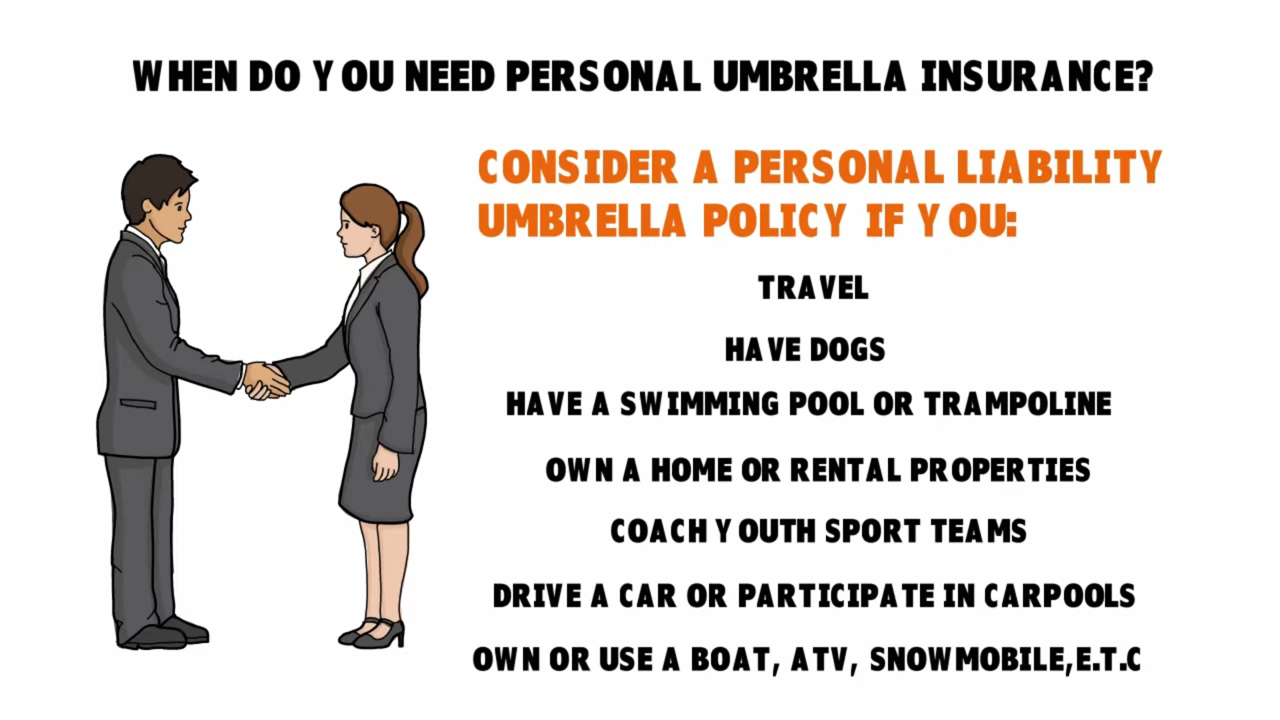 WHEN DO YOU NEED PERSONAL UMBRELLA INSURANCE?
CONSIDER A PERSONAL LIABILITY
UMBRELLA POLICY IF YOU:
TRAVEL
HAVE DOGS
HAVE A SWIMMING POOL OR TRAMPOLINE
OWN A HOME OR RENTAL PROPERTIES
COACH YOUTH SPORT TEAMS
DRIVE A CAR OR PARTICIPATE IN CARPOOLS
OWN OR USE A BOAT, ATV, SNOWMOBILE,E.T.C